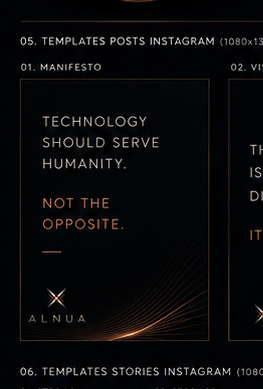 05. TEMPLATES POSTS INSTAGRAM (1080x13
01. MANIFESTO
02. VI
TECHNOLOGY
SHOULD SERVE
HUMANITY.
NOT THE
OPPOSITE.
ALNUA
TH
IS
DI
IT
06. TEMPLATES STORIES INSTAGRAM (1080